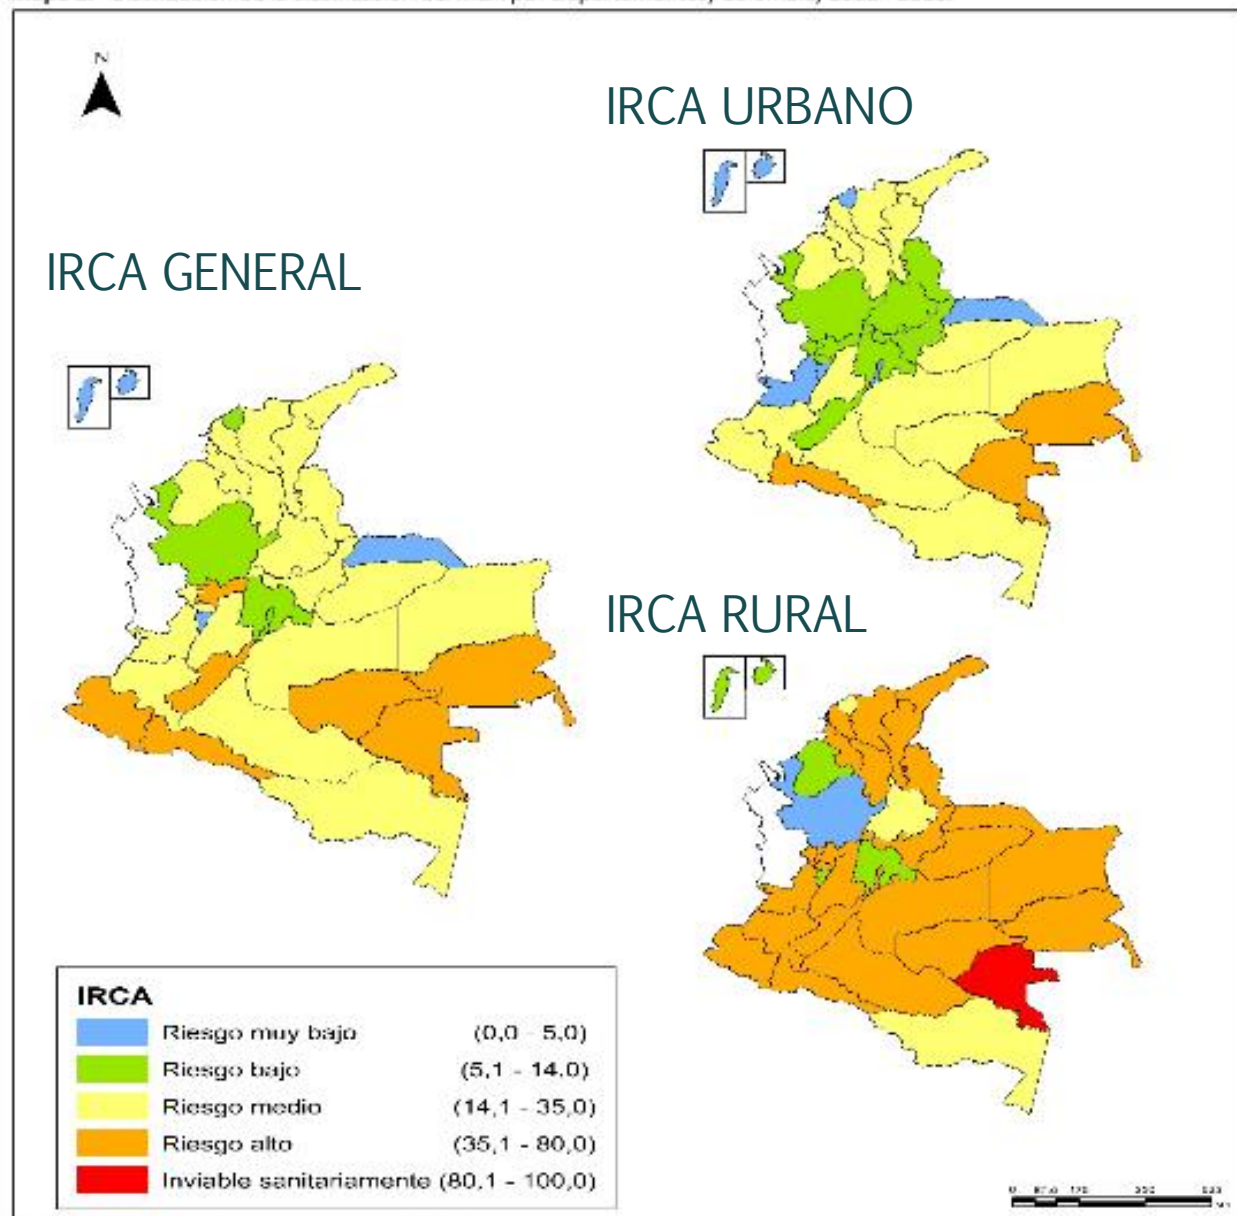 N
IRCA URBANO
IRCA GENERAL
IRCA RURAL
IRCA
Riesgo muy bajo (0,0 - 5,0)
Riesgo bajo (5,1 - 14,0)
Riesgo medio (14,1 - 35,0)
Riesgo alto (35,1 - 80,0)
Inviable sanitariamente (80,1 - 100,0)